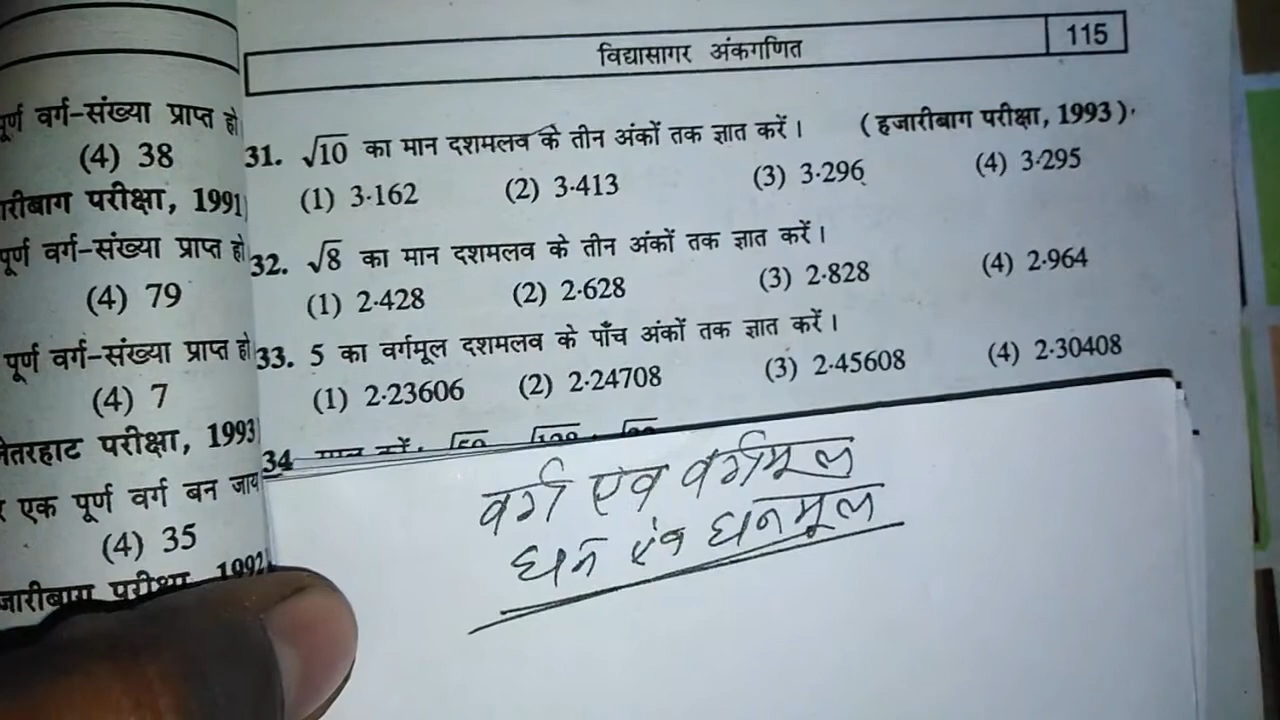 विद्यासागर अंकगणित 115
पूर्ण वर्ग-संख्या प्राप्त हो
(4) 38
परीक्षा, 1991
पूर्ण वर्ग-संख्या प्राप्त हो
(4) 79
पूर्ण वर्ग-संख्या प्राप्त हो
(4) 7
परीक्षा, 1993
एक पूर्ण वर्ग बन जाय
(4) 35
परीक्षा, 1992
31. √10 का मान दशमलव के तीन अंकों तक ज्ञात करें। (हजारीबाग परीक्षा, 1993)
(1) 3·162 (2) 3·413 (3) 3·296 (4) 3·295
32. √8 का मान दशमलव के तीन अंकों तक ज्ञात करें।
(1) 2·428 (2) 2·628 (3) 2·828 (4) 2·964
33. 5 का वर्गमूल दशमलव के पाँच अंकों तक ज्ञात करें।
(1) 2·23606 (2) 2·24708 (3) 2·45608 (4) 2·30408
34
वर्ग एव वर्गमूल
घन एंव घनमूल